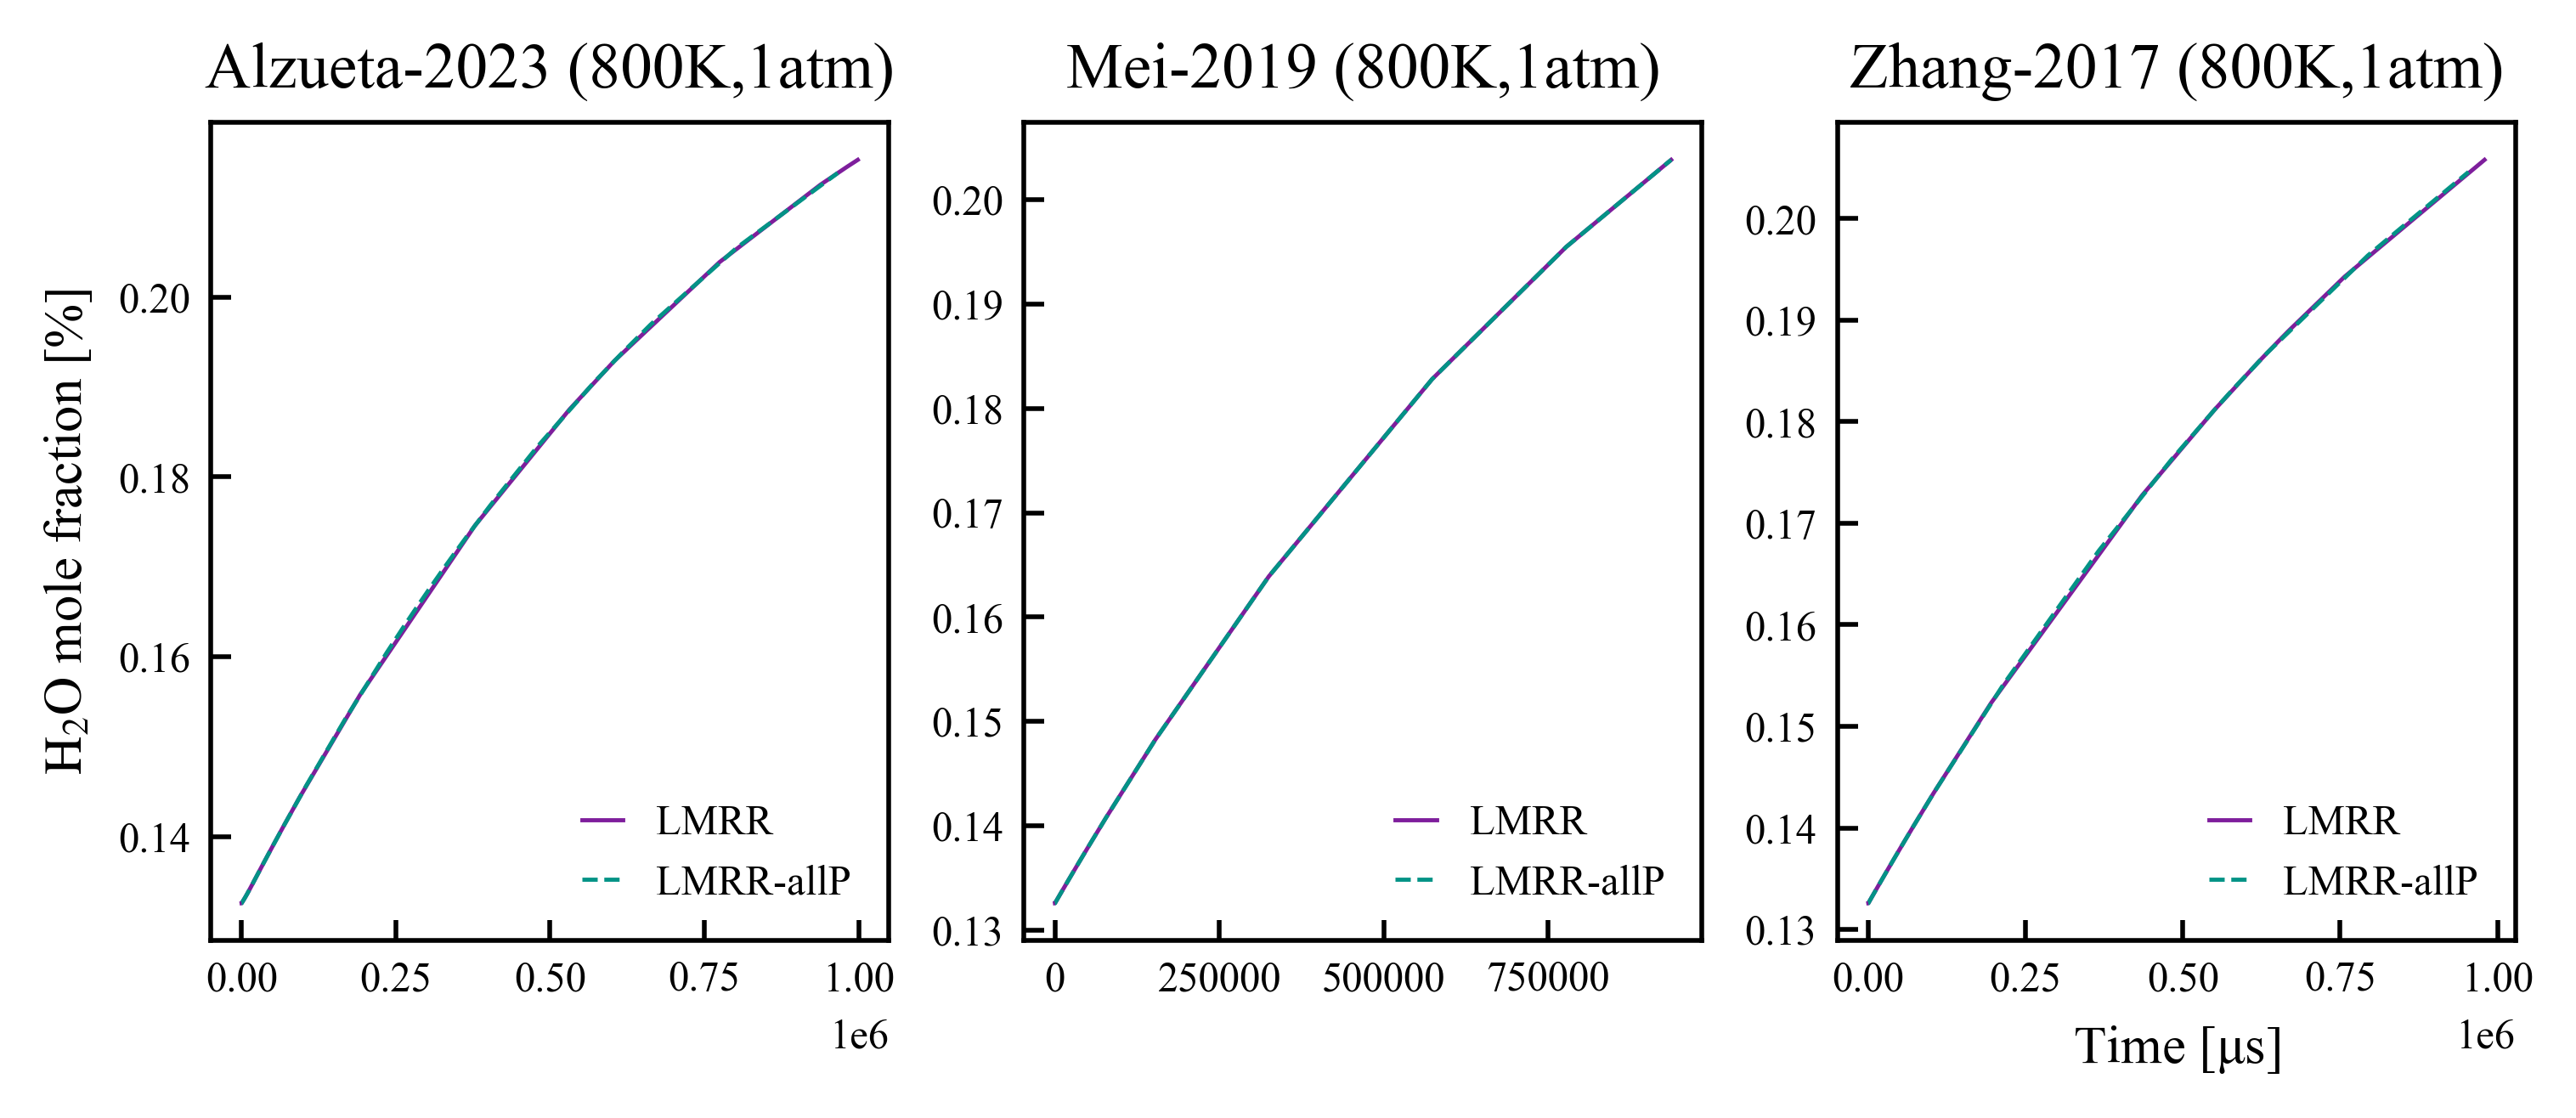 Alzueta-2023 (800K,1atm)
H₂O mole fraction [%]
0.20
0.18
0.16
0.14
LMRR
LMRR-allP
0.00 0.25 0.50 0.75 1.00
1e6
Mei-2019 (800K,1atm)
0.20
0.19
0.18
0.17
0.16
0.15
0.14
0.13
LMRR
LMRR-allP
0 250000 500000 750000
Zhang-2017 (800K,1atm)
0.20
0.19
0.18
0.17
0.16
0.15
0.14
0.13
LMRR
LMRR-allP
0.00 0.25 0.50 0.75 1.00
1e6
Time [μs]